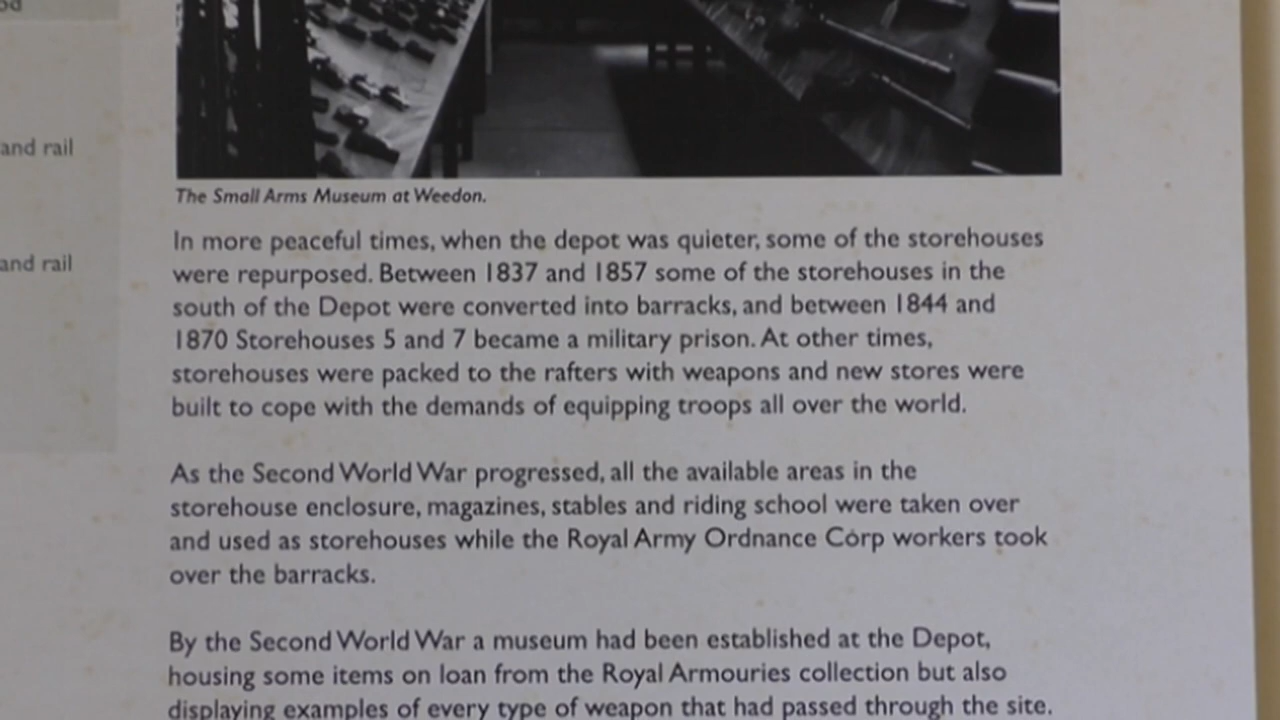 and rail
and rail
The Small Arms Museum at Weedon.
In more peaceful times, when the depot was quieter, some of the storehouses
were repurposed. Between 1837 and 1857 some of the storehouses in the
south of the Depot were converted into barracks, and between 1844 and
1870 Storehouses 5 and 7 became a military prison. At other times,
storehouses were packed to the rafters with weapons and new stores were
built to cope with the demands of equipping troops all over the world.
As the Second World War progressed, all the available areas in the
storehouse enclosure, magazines, stables and riding school were taken over
and used as storehouses while the Royal Army Ordnance Corp workers took
over the barracks.
By the Second World War a museum had been established at the Depot,
housing some items on loan from the Royal Armouries collection but also
displaying examples of every type of weapon that had passed through the site.